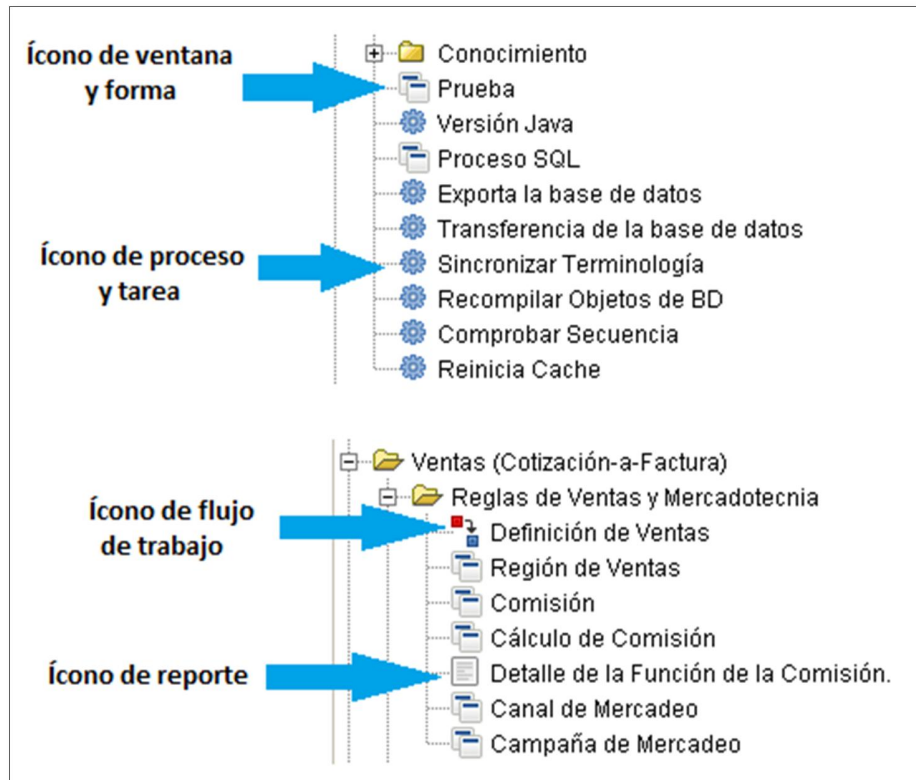 Ícono de ventana
y forma
Conocimiento
Prueba
Versión Java
Proceso SQL
Exporta la base de datos
Transferencia de la base de datos
Ícono de proceso
y tarea
Sincronizar Terminología
Recompilar Objetos de BD
Comprobar Secuencia
Reinicia Cache
Ventas (Cotización-a-Factura)
Reglas de Ventas y Mercadotecnia
Ícono de flujo
de trabajo
Definición de Ventas
Región de Ventas
Comisión
Cálculo de Comisión
Ícono de reporte
Detalle de la Función de la Comisión.
Canal de Mercadeo
Campaña de Mercadeo